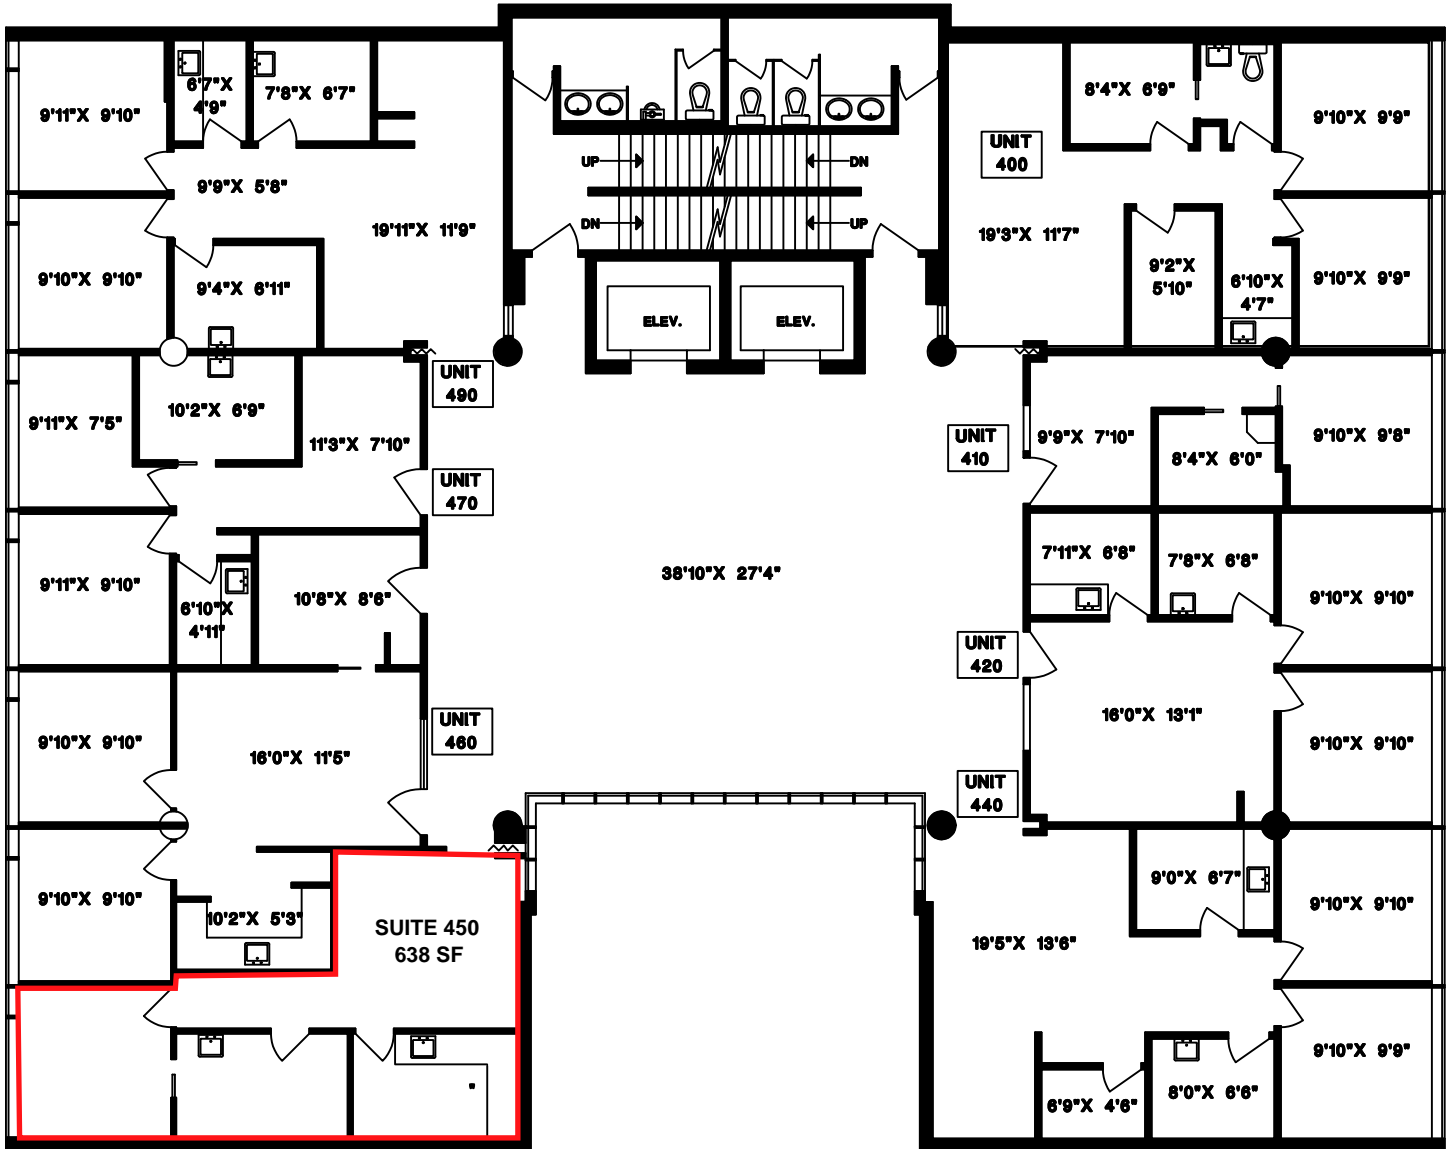 9'11"X 9'10"
6'7"X
4'9"
7'8"X 6'7"
8'4"X 6'9"
9'10"X 9'9"
UNIT
400
UP
DN
9'9"X 5'8"
19'11"X 11'9"
DN
UP
19'3"X 11'7"
9'2"X
5'10"
9'10"X 9'10"
9'4"X 6'11"
6'10"X
4'7"
9'10"X 9'9"
ELEV.
ELEV.
UNIT
490
9'11"X 7'5"
10'2"X 6'9"
11'3"X 7'10"
UNIT
410
9'9"X 7'10"
8'4"X 6'0"
9'10"X 9'8"
UNIT
470
7'11"X 6'8"
7'8"X 6'8"
38'10"X 27'4"
9'11"X 9'10"
6'10"X
4'11"
10'8"X 8'6"
9'10"X 9'10"
UNIT
420
UNIT
460
16'0"X 13'1"
9'10"X 9'10"
16'0"X 11'5"
9'10"X 9'10"
UNIT
440
9'10"X 9'10"
10'2"X 5'3"
SUITE 450
638 SF
9'0"X 6'7"
9'10"X 9'10"
19'5"X 13'6"
9'10"X 9'9"
6'9"X 4'6"
8'0"X 6'6"